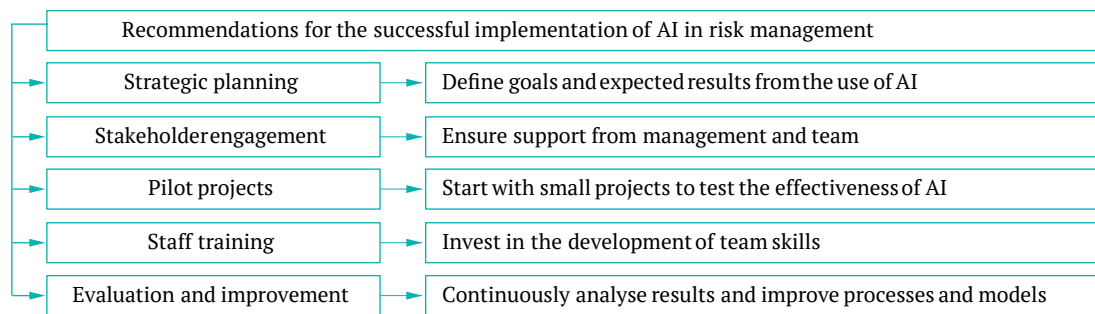 Recommendations for the successful implementation of AI in risk management
Strategic planning
Define goals and expected results from the use of AI
Stakeholder engagement
Ensure support from management and team
Pilot projects
Start with small projects to test the effectiveness of AI
Staff training
Invest in the development of team skills
Evaluation and improvement
Continuously analyse results and improve processes and models